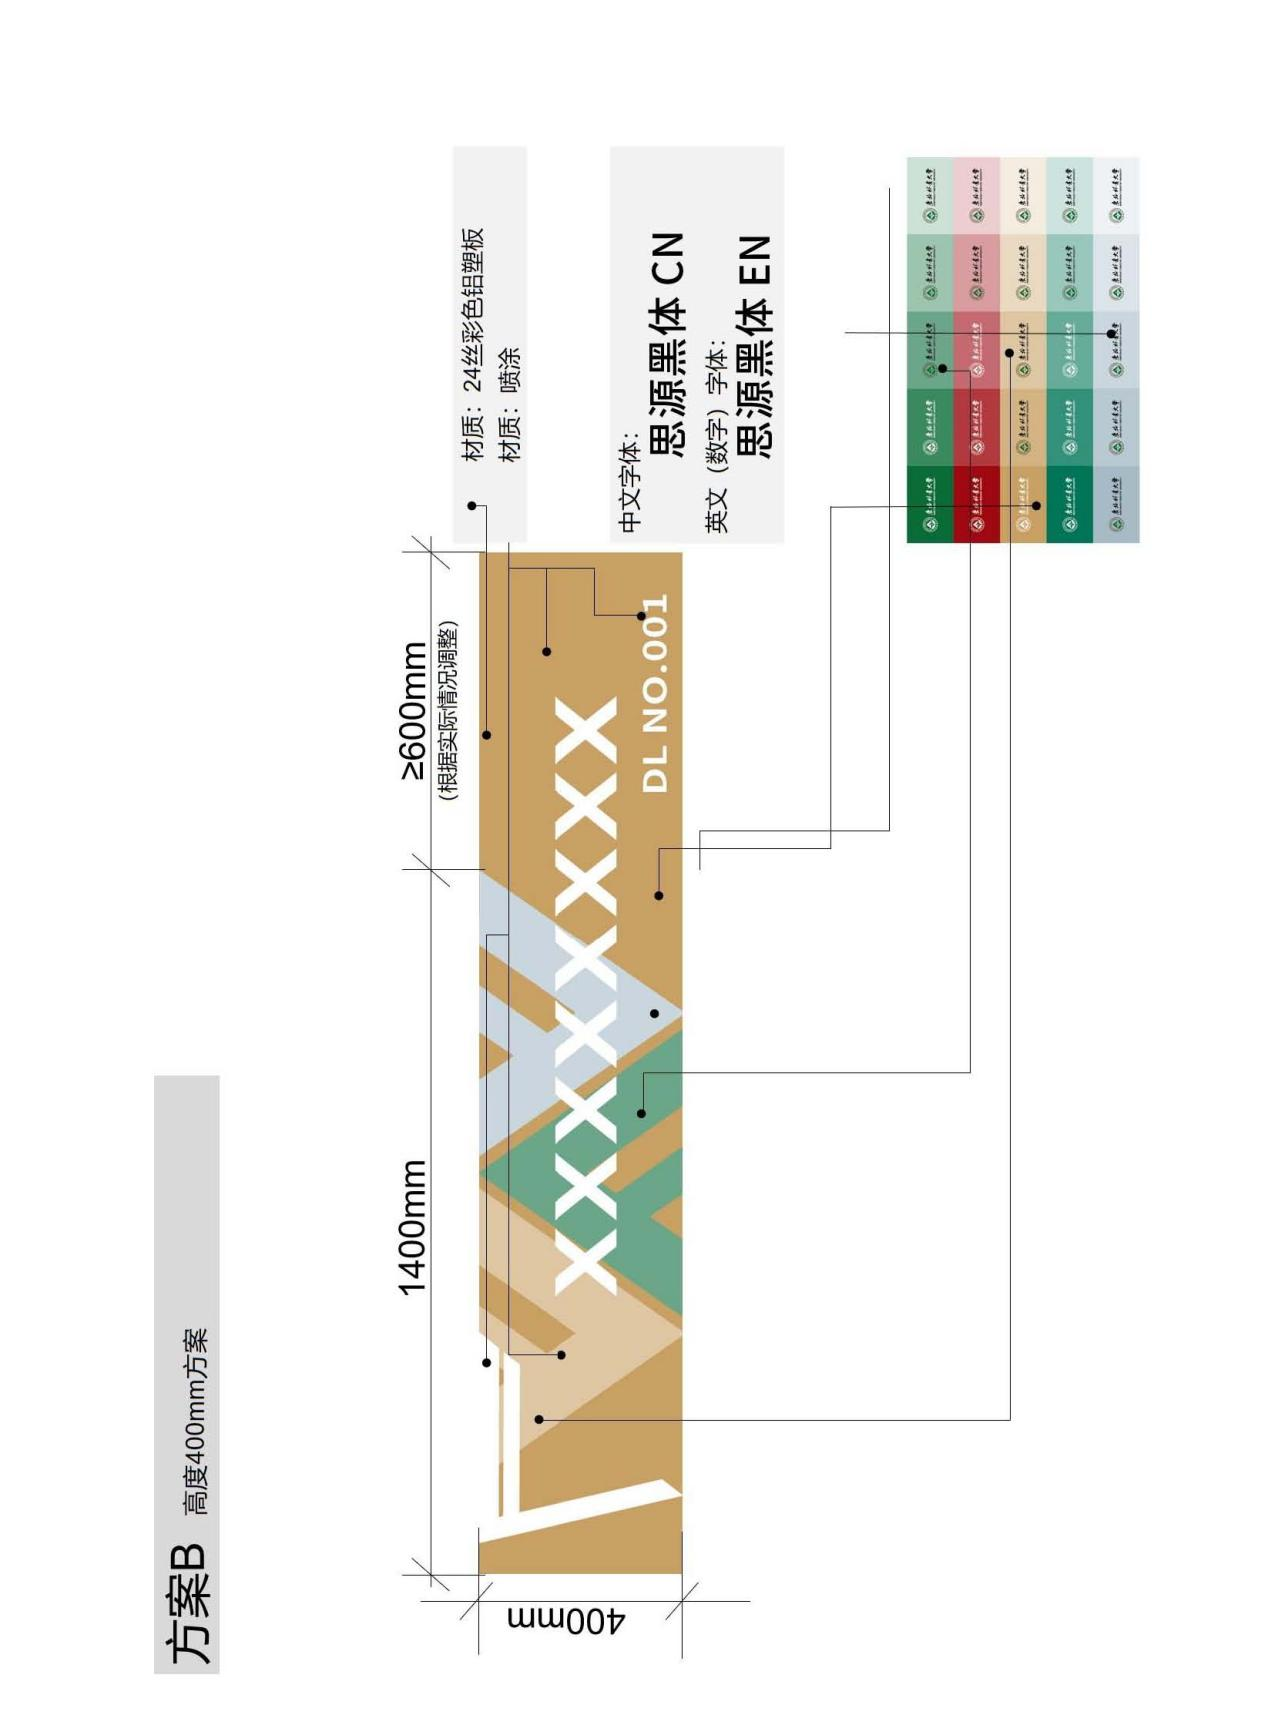 方案B 高度400mm方案
1400mm
≥600mm
(根据实际情况调整)
400mm
XXXXXXXX
DL NO.001
材质：24丝彩色铝塑板
材质：喷涂
中文字体：
思源黑体 CN
英文（数字）字体：
思源黑体 EN